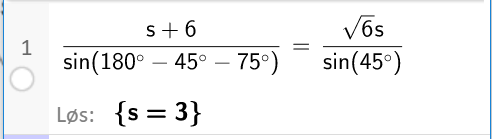 1
(s + 6)/(sin(180° − 45° − 75°)) = (√6s)/(sin(45°))
Løs: {s = 3}